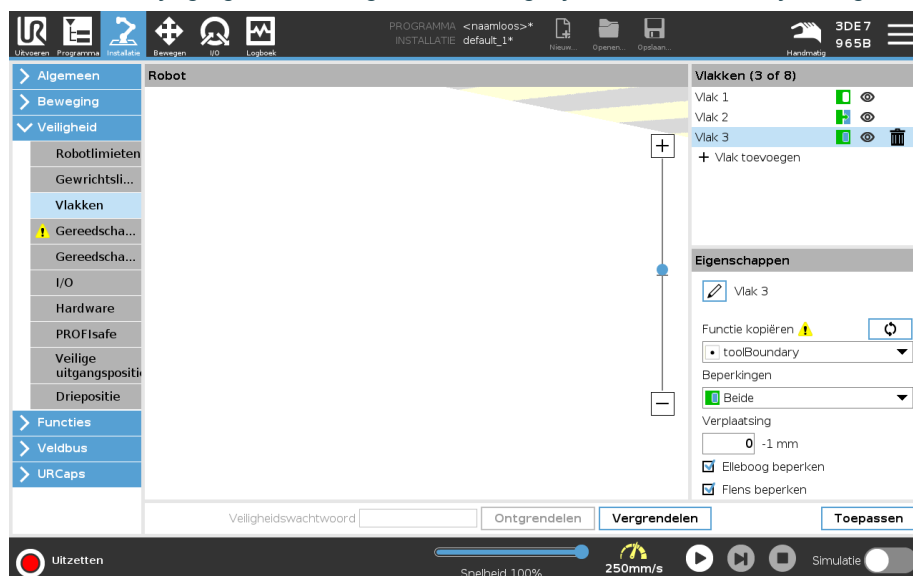 PROGRAMMA <naamloos>*
INSTALLATIE default_1*
Uitvoeren Programma Installatie Bewegen I/O Logboek
Nieuw... Openen... Opslaan...
Handmatig
3DE7
965B
Algemeen
Beweging
Veiligheid
Robotlimieten
Gewrichtsli...
Vlakken
Gereedscha...
Gereedscha...
I/O
Hardware
PROFIsafe
Veilige
uitgangspositi
Driepositie
Functies
Veldbus
URCaps
Robot
Vlakken (3 of 8)
Vlak 1
Vlak 2
Vlak 3
+ Vlak toevoegen
Eigenschappen
Vlak 3
Functie kopiëren
toolBoundary
Beperkingen
Beide
Verplaatsing
0 -1 mm
Elleboog beperken
Flens beperken
Veiligheidswachtwoord Ontgrendelen Vergrendelen Toepassen
Uitzetten
Snelheid 100%
250mm/s
Simulatie